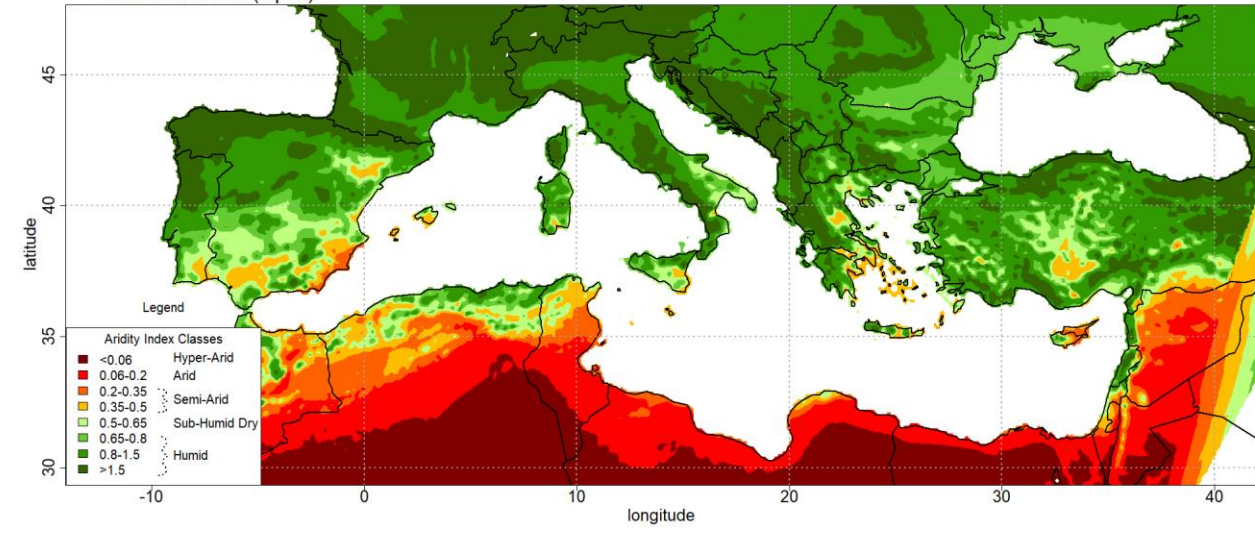 45
40
35
30
latitude
Legend
Aridity Index Classes
<0.06 Hyper-Arid
0.06-0.2 Arid
0.2-0.35
Semi-Arid
0.35-0.5
0.5-0.65 Sub-Humid Dry
0.65-0.8
0.8-1.5 Humid
>1.5
-10 0 10 20 30 40
longitude